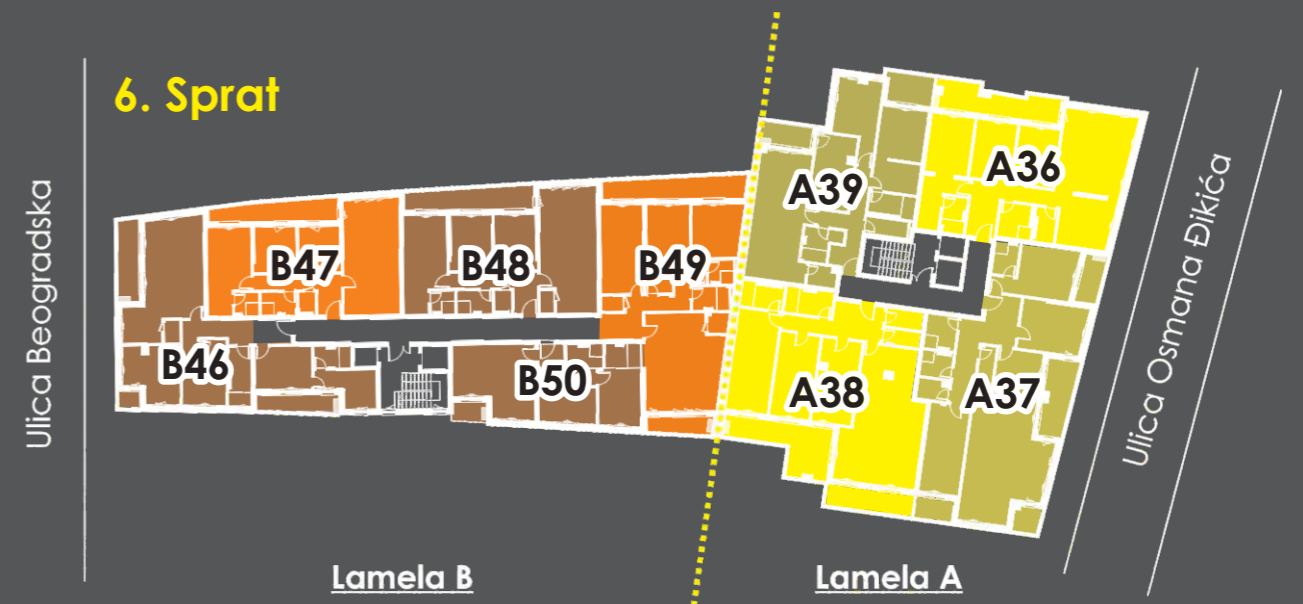 6. Sprat
Ulica Beogradska
A36
A39
Ulica Osmana Đikića
B47
B48
B49
B46
B50
A38
A37
Lamela B
Lamela A